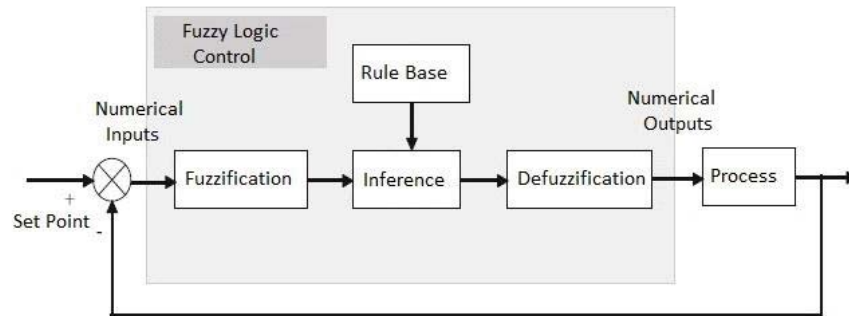 Fuzzy Logic
Control
Rule Base
Numerical
Inputs
Numerical
Outputs
Fuzzification
Inference
Defuzzification
Process
+
Set Point
-